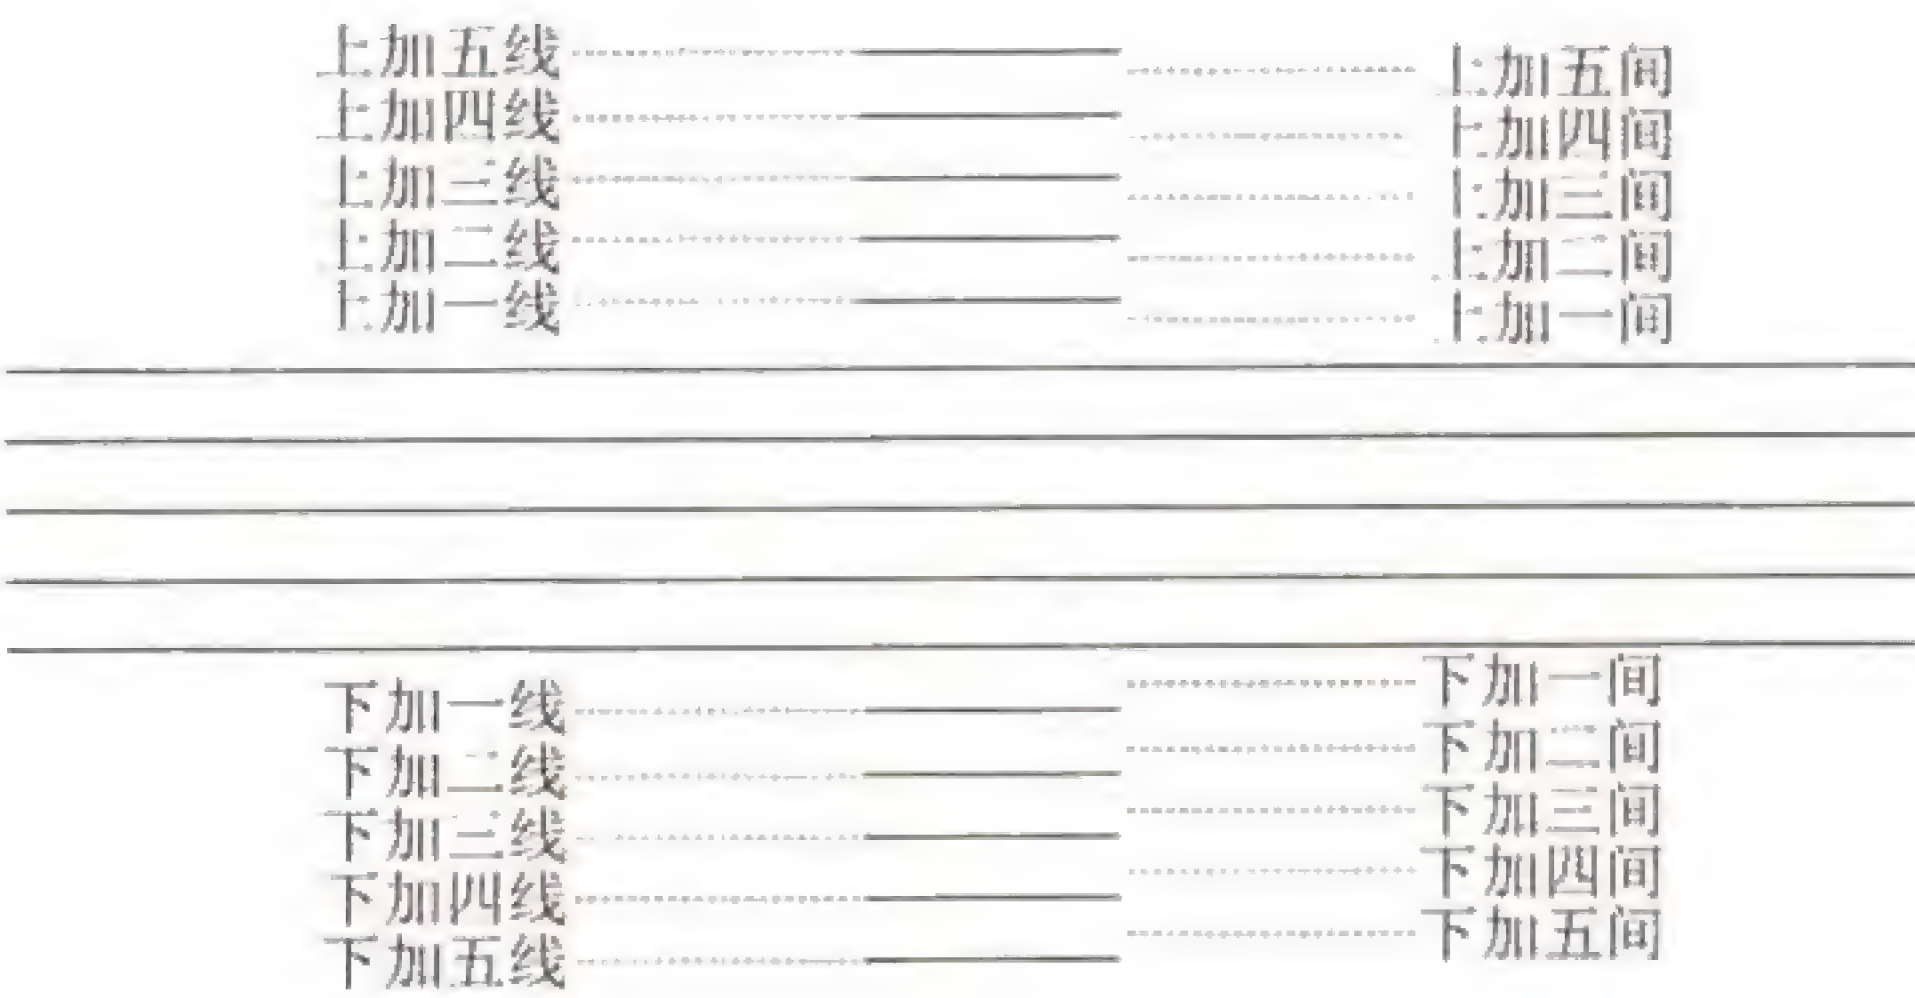 上加五线
上加五间
上加四线
上加四间
上加三线
上加三间
上加二线
上加二间
上加一线
上加一间
下加一间
下加一线
下加二间
下加二线
下加三间
下加三线
下加四间
下加四线
下加五间
下加五线